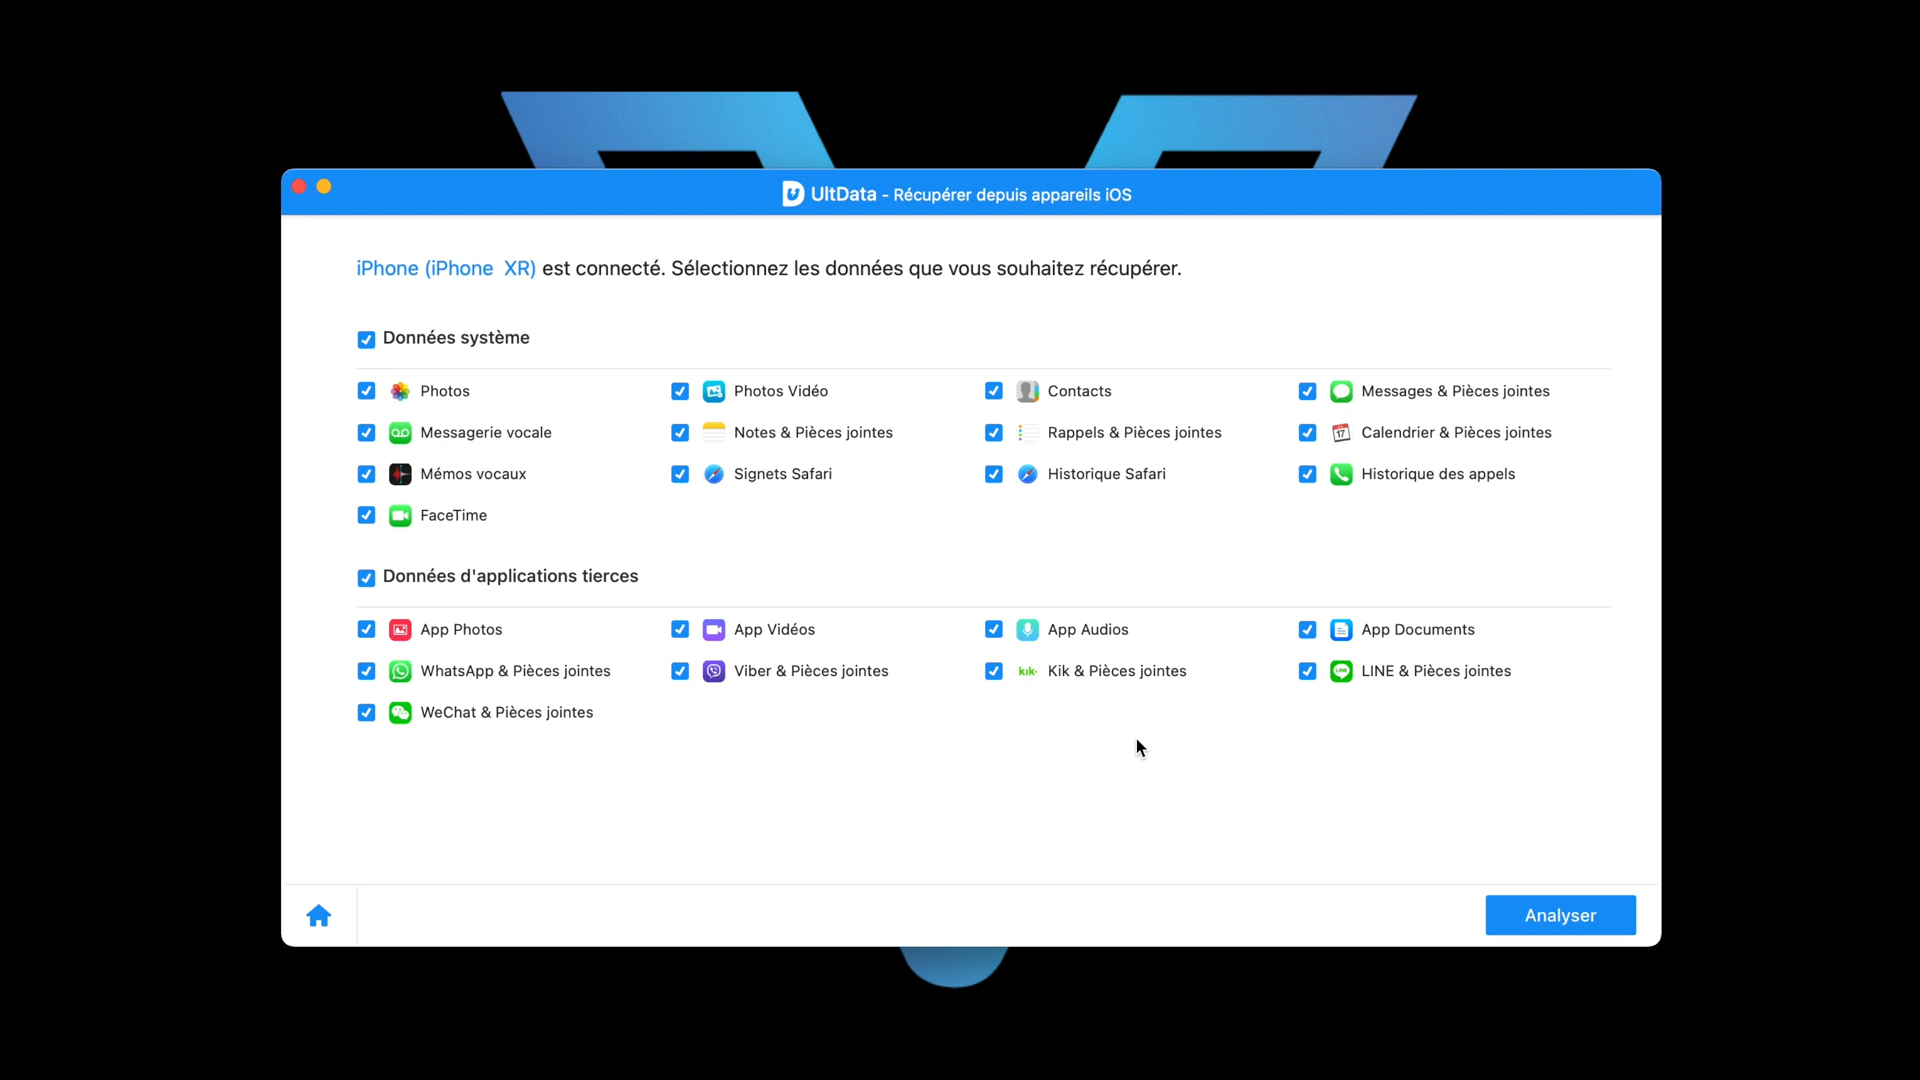 UltData - Récupérer depuis appareils iOS
iPhone (iPhone XR) est connecté. Sélectionnez les données que vous souhaitez récupérer.
Données système
Photos
Photos Vidéo
Contacts
Messages & Pièces jointes
Messagerie vocale
Notes & Pièces jointes
Rappels & Pièces jointes
17
Calendrier & Pièces jointes
Mémos vocaux
Signets Safari
Historique Safari
Historique des appels
FaceTime
Données d'applications tierces
App Photos
App Vidéos
App Audios
App Documents
WhatsApp & Pièces jointes
Viber & Pièces jointes
kik
Kik & Pièces jointes
LINE
LINE & Pièces jointes
WeChat & Pièces jointes
Analyser